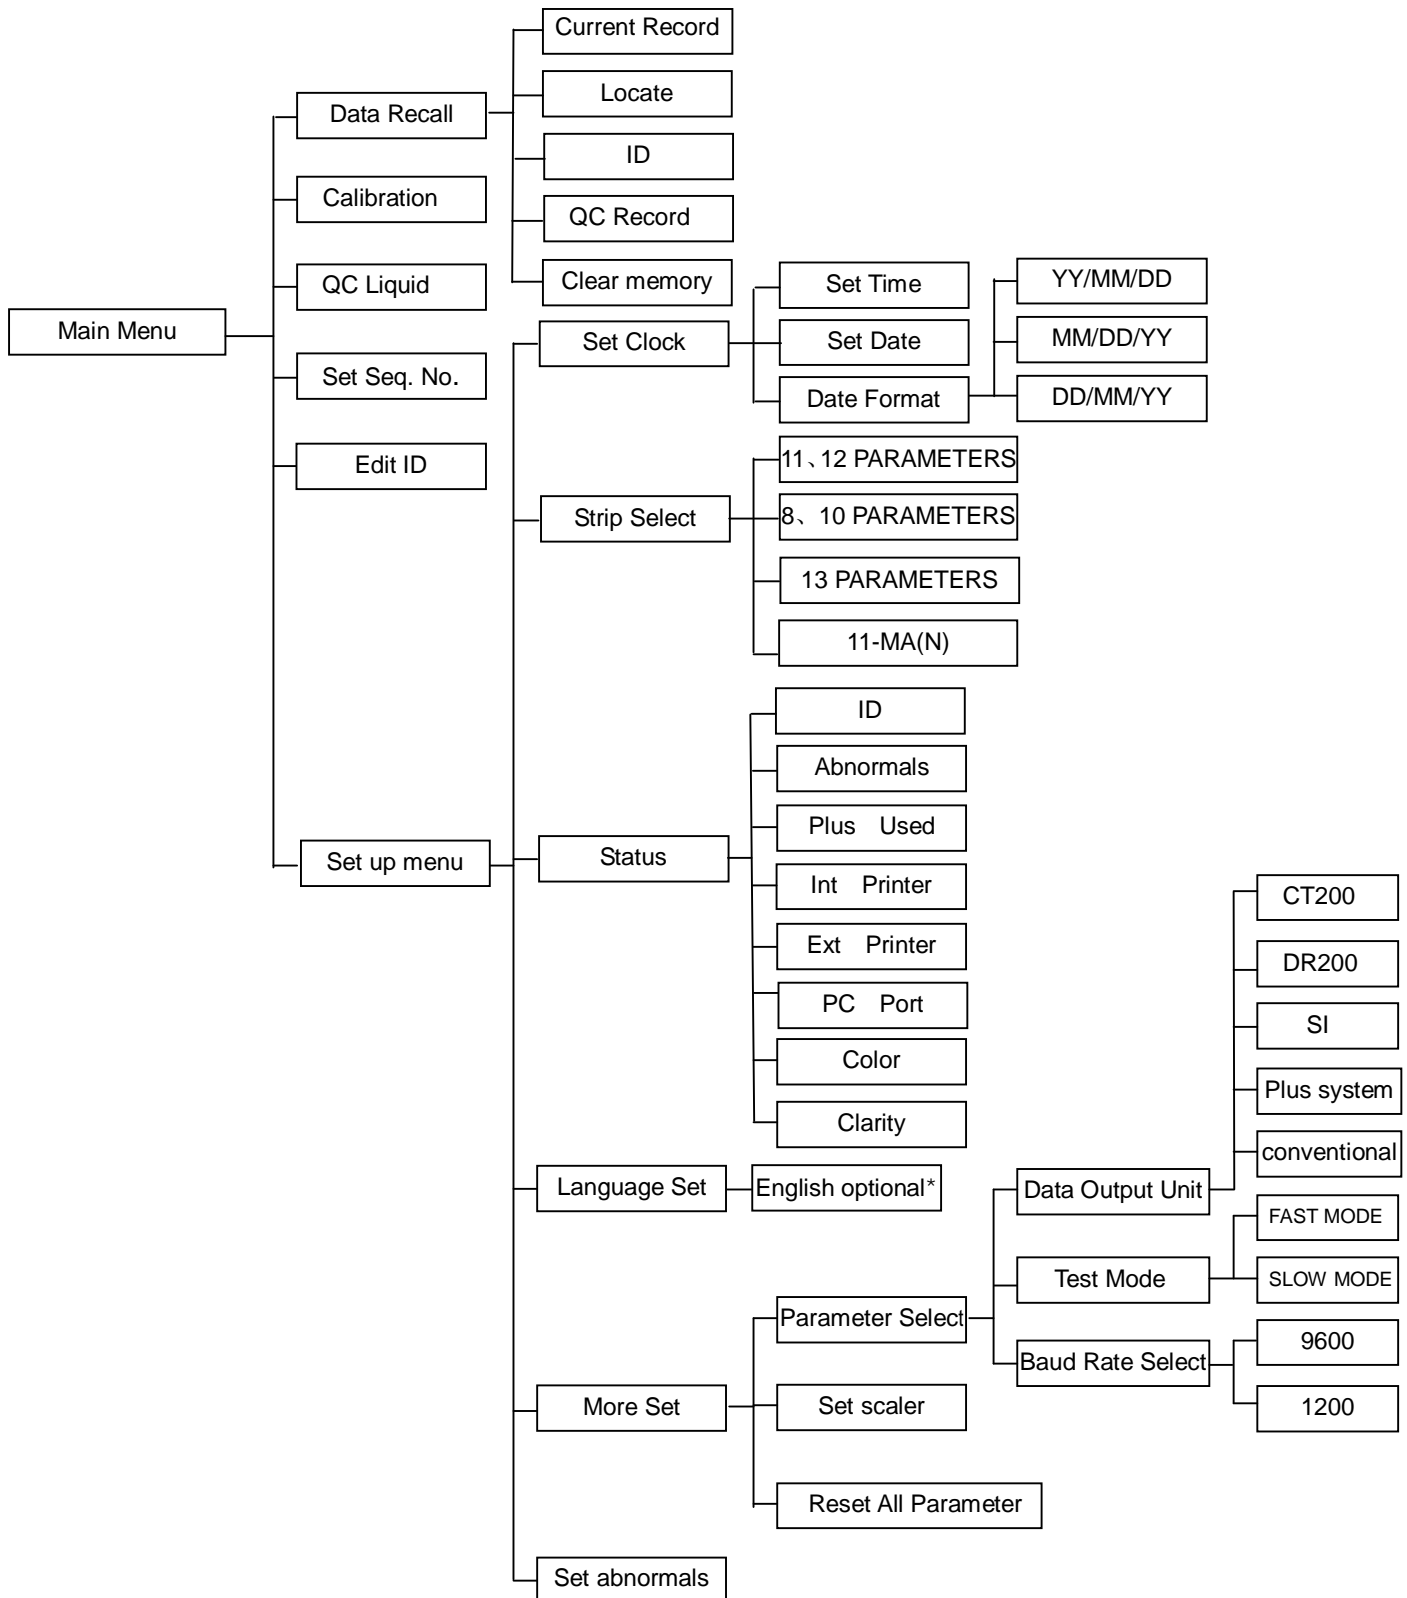 Main Menu
Data Recall
Current Record
Locate
ID
QC Record
Clear memory
Calibration
QC Liquid
Set Seq. No.
Edit ID
Set up menu
Set Clock
Set Time
Set Date
Date Format
YY/MM/DD
MM/DD/YY
DD/MM/YY
Strip Select
11、12 PARAMETERS
8、10 PARAMETERS
13 PARAMETERS
11-MA(N)
Status
ID
Abnormals
Plus Used
Int Printer
Ext Printer
PC Port
Color
Clarity
Language Set
English optional*
More Set
Parameter Select
Data Output Unit
CT200
DR200
SI
Plus system
conventional
Test Mode
FAST MODE
SLOW MODE
Baud Rate Select
9600
1200
Set scaler
Reset All Parameter
Set abnormals